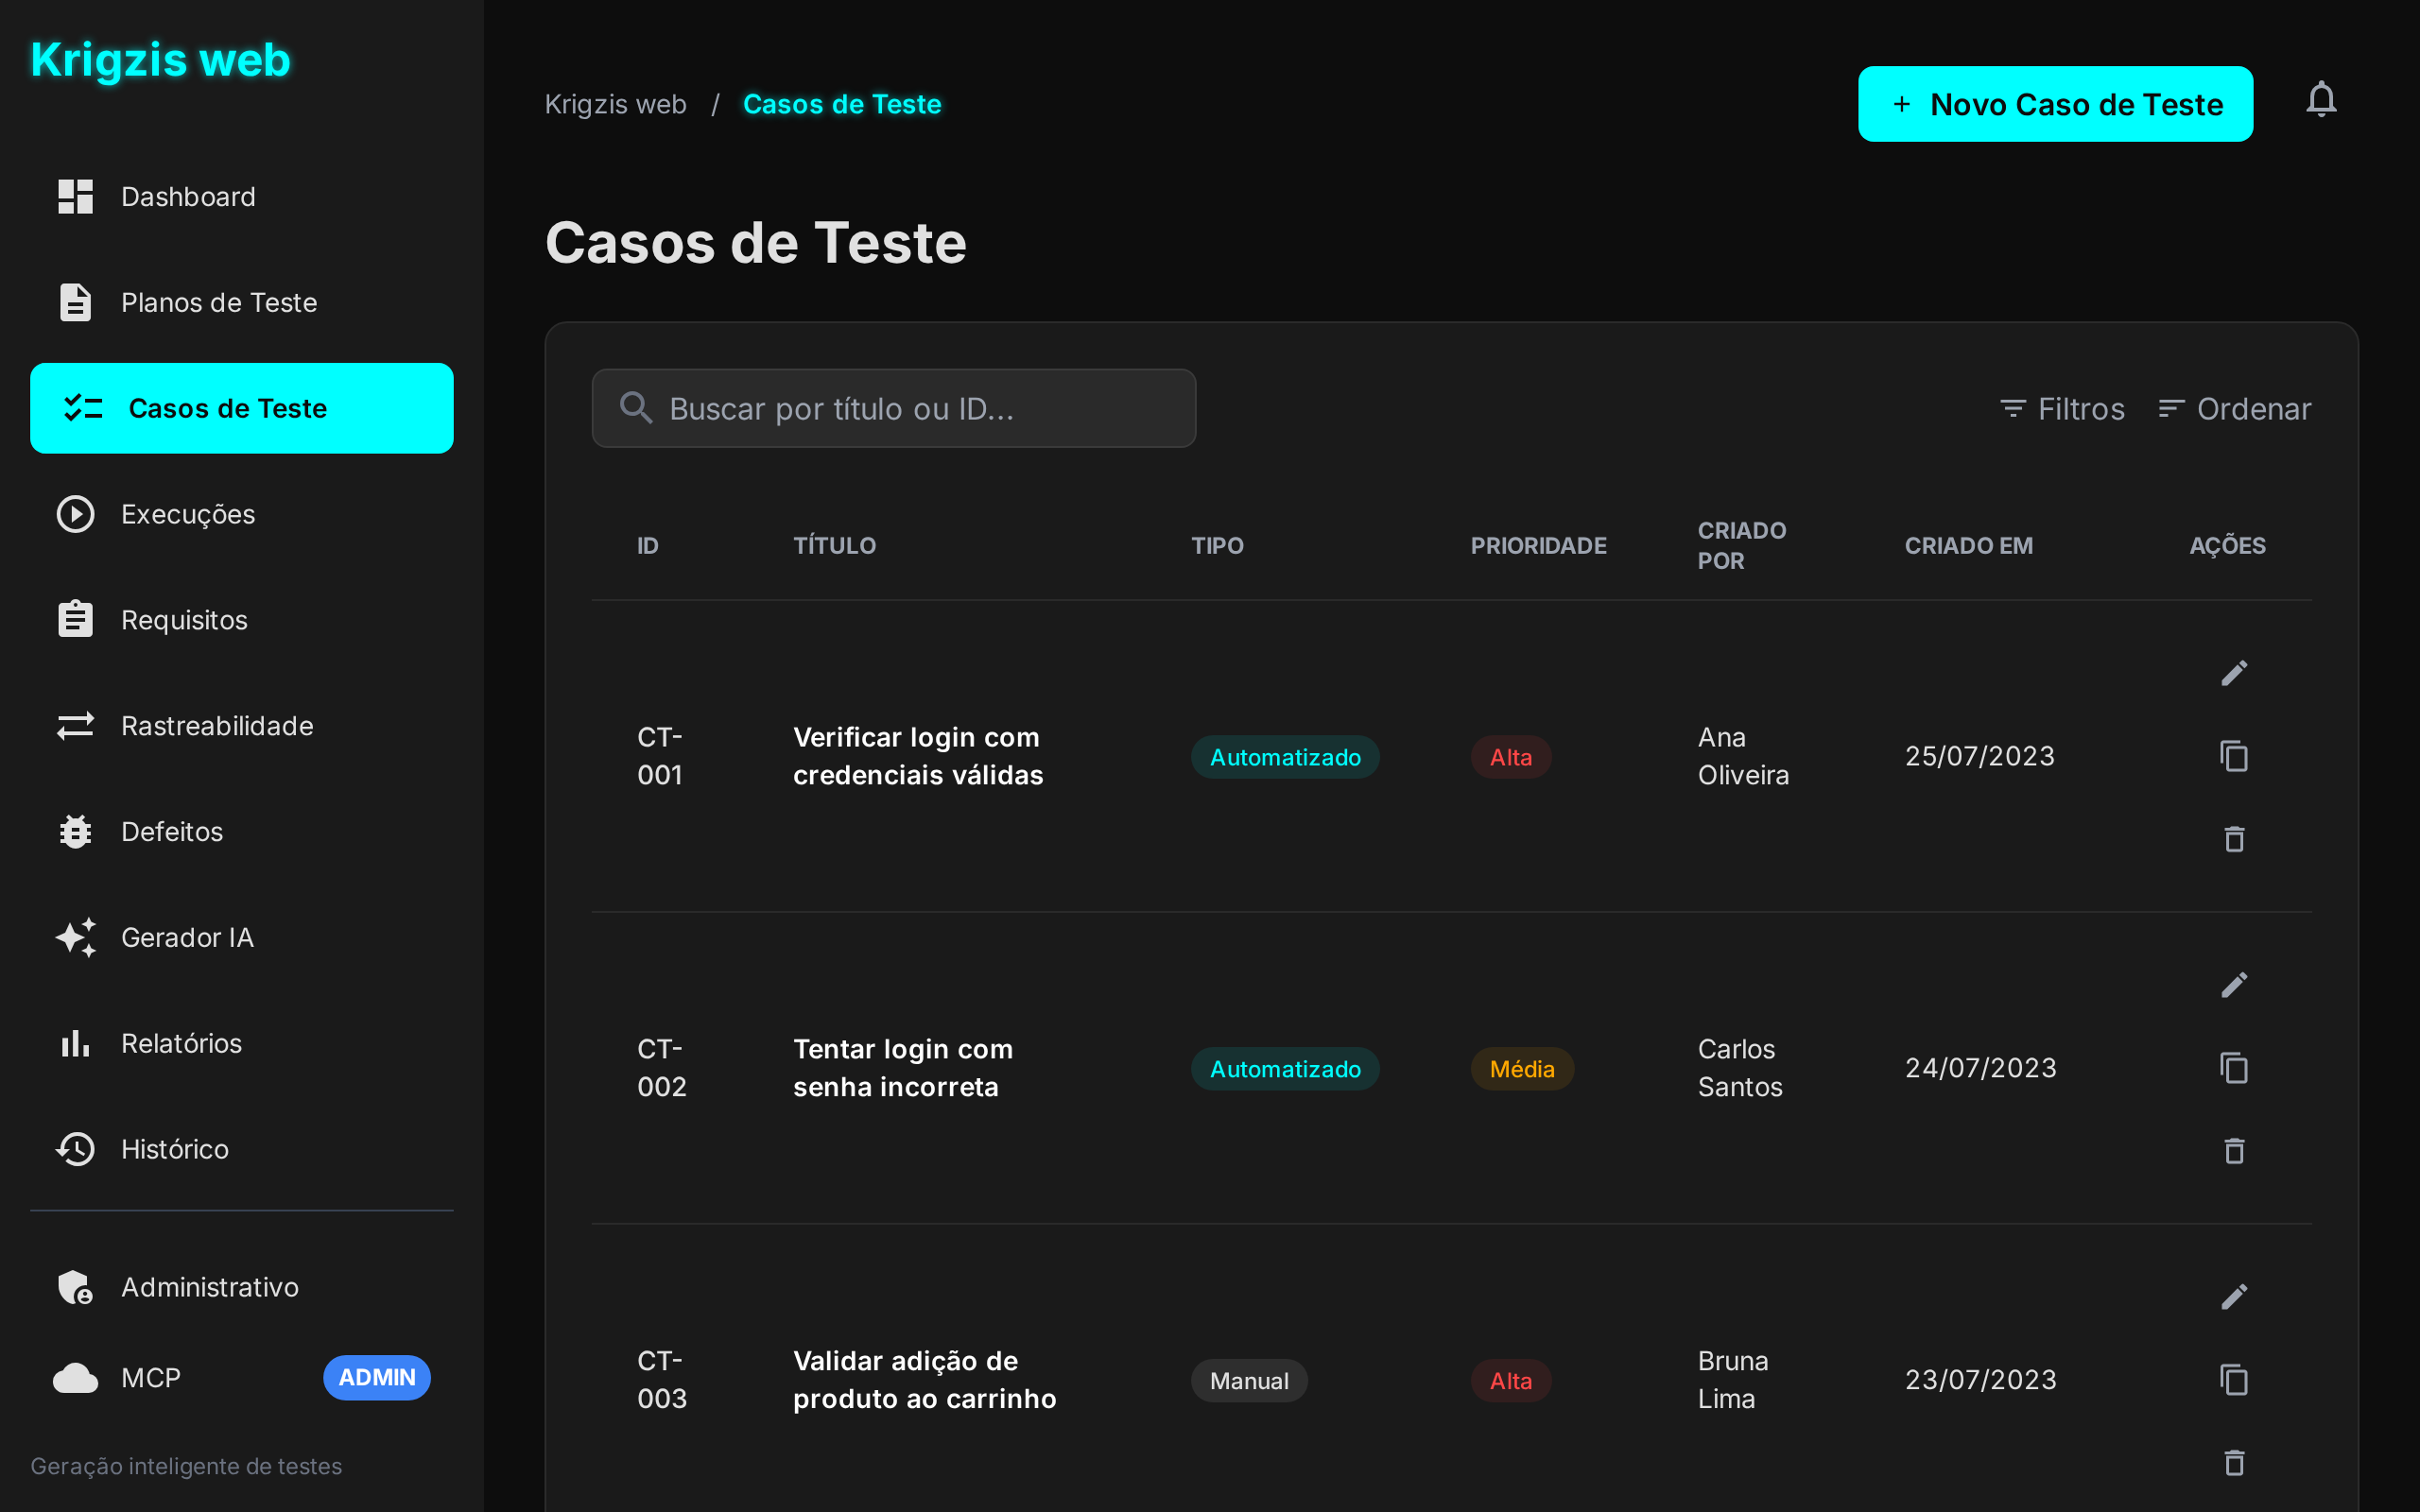 Krigzis web
Dashboard
Planos de Teste
Casos de Teste
Execuções
Requisitos
Rastreabilidade
Defeitos
Gerador IA
Relatórios
Histórico
Administrativo
MCP ADMIN
Geração inteligente de testes
Krigzis web / Casos de Teste
+ Novo Caso de Teste
Casos de Teste
Buscar por título ou ID...
Filtros Ordenar
ID TÍTULO TIPO PRIORIDADE CRIADO POR CRIADO EM AÇÕES
CT-001 Verificar login com credenciais válidas Automatizado Alta Ana Oliveira 25/07/2023
CT-002 Tentar login com senha incorreta Automatizado Média Carlos Santos 24/07/2023
CT-003 Validar adição de produto ao carrinho Manual Alta Bruna Lima 23/07/2023